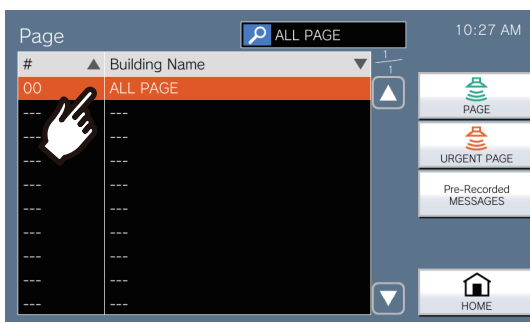 Page
ALL PAGE
10:27 AM
# ▲ Building Name ▼
1/1
00 ALL PAGE
--- ---
--- ---
--- ---
--- ---
--- ---
--- ---
--- ---
--- ---
--- ---
PAGE
URGENT PAGE
Pre-Recorded
MESSAGES
HOME